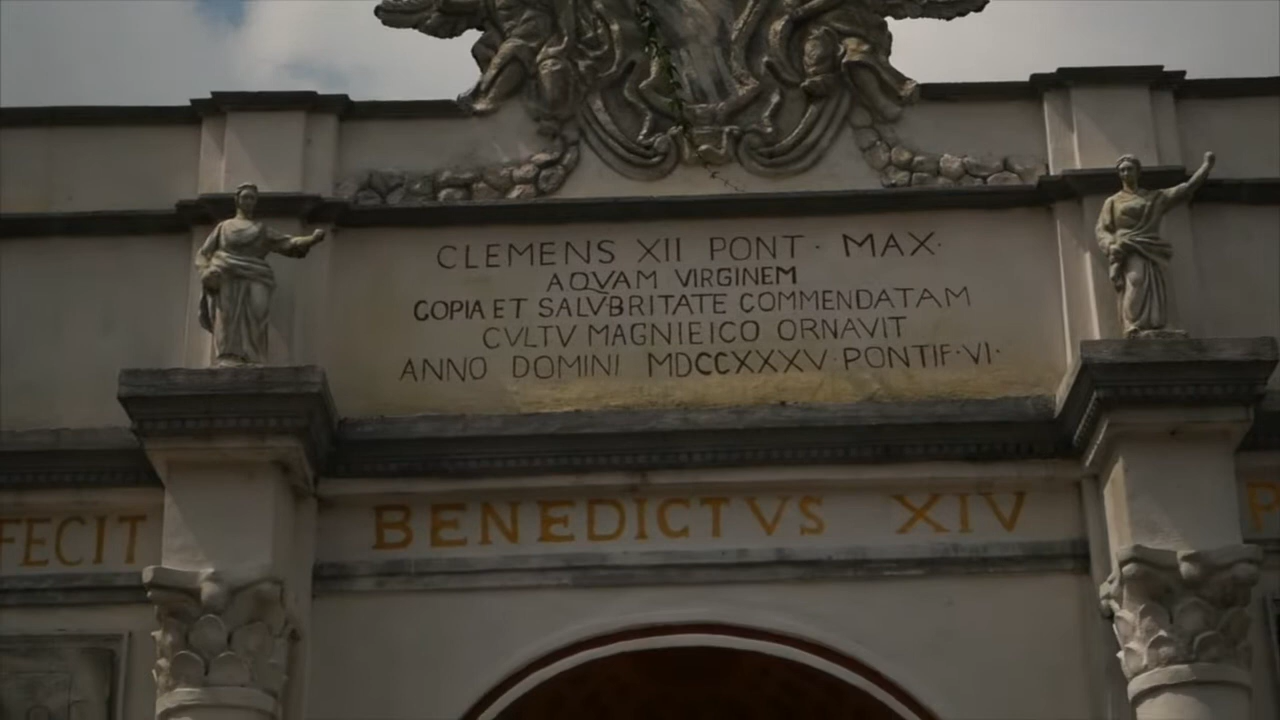 CLEMENS XII PONT · MAX·
AQVAM VIRGINEM
COPIA ET SALVBRITATE COMMENDATAM
CVLTV MAGNIEICO ORNAVIT
ANNO DOMINI MDCCXXXV·PONTIF·VI·
FECIT BENEDICTVS XIV P